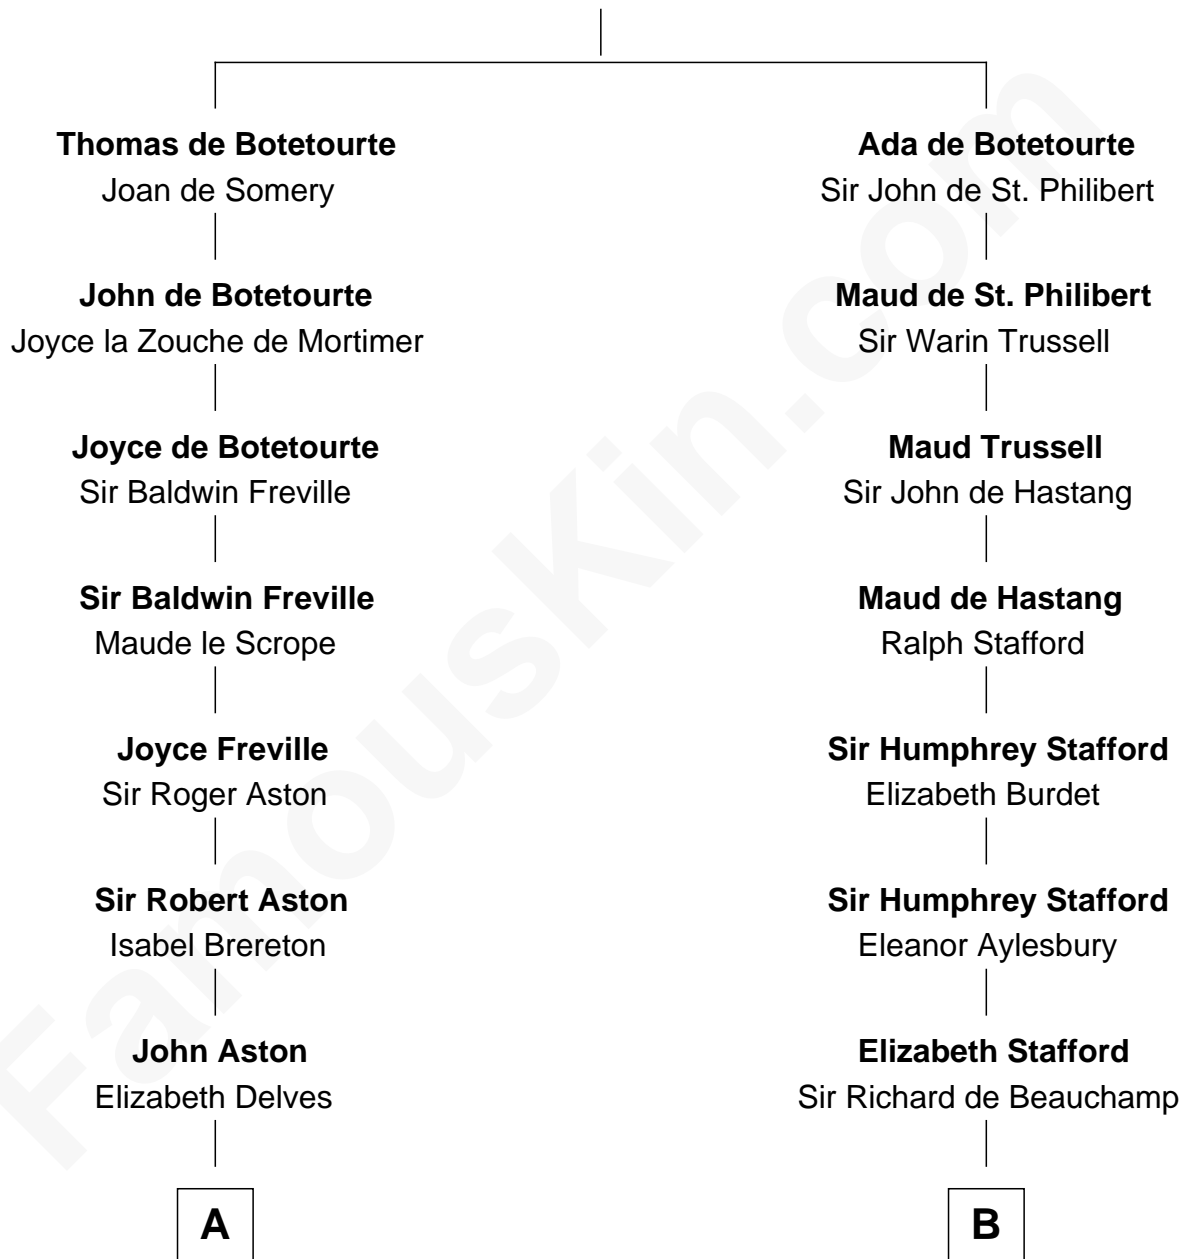 Thomas de Botetourte
Joan de Somery
John de Botetourte
Joyce la Zouche de Mortimer
Joyce de Botetourte
Sir Baldwin Freville
Sir Baldwin Freville
Maude le Scrope
Joyce Freville
Sir Roger Aston
Sir Robert Aston
Isabel Brereton
John Aston
Elizabeth Delves
A
Ada de Botetourte
Sir John de St. Philibert
Maud de St. Philibert
Sir Warin Trussell
Maud Trussell
Sir John de Hastang
Maud de Hastang
Ralph Stafford
Sir Humphrey Stafford
Elizabeth Burdet
Sir Humphrey Stafford
Eleanor Aylesbury
Elizabeth Stafford
Sir Richard de Beauchamp
B
FamousKin.com